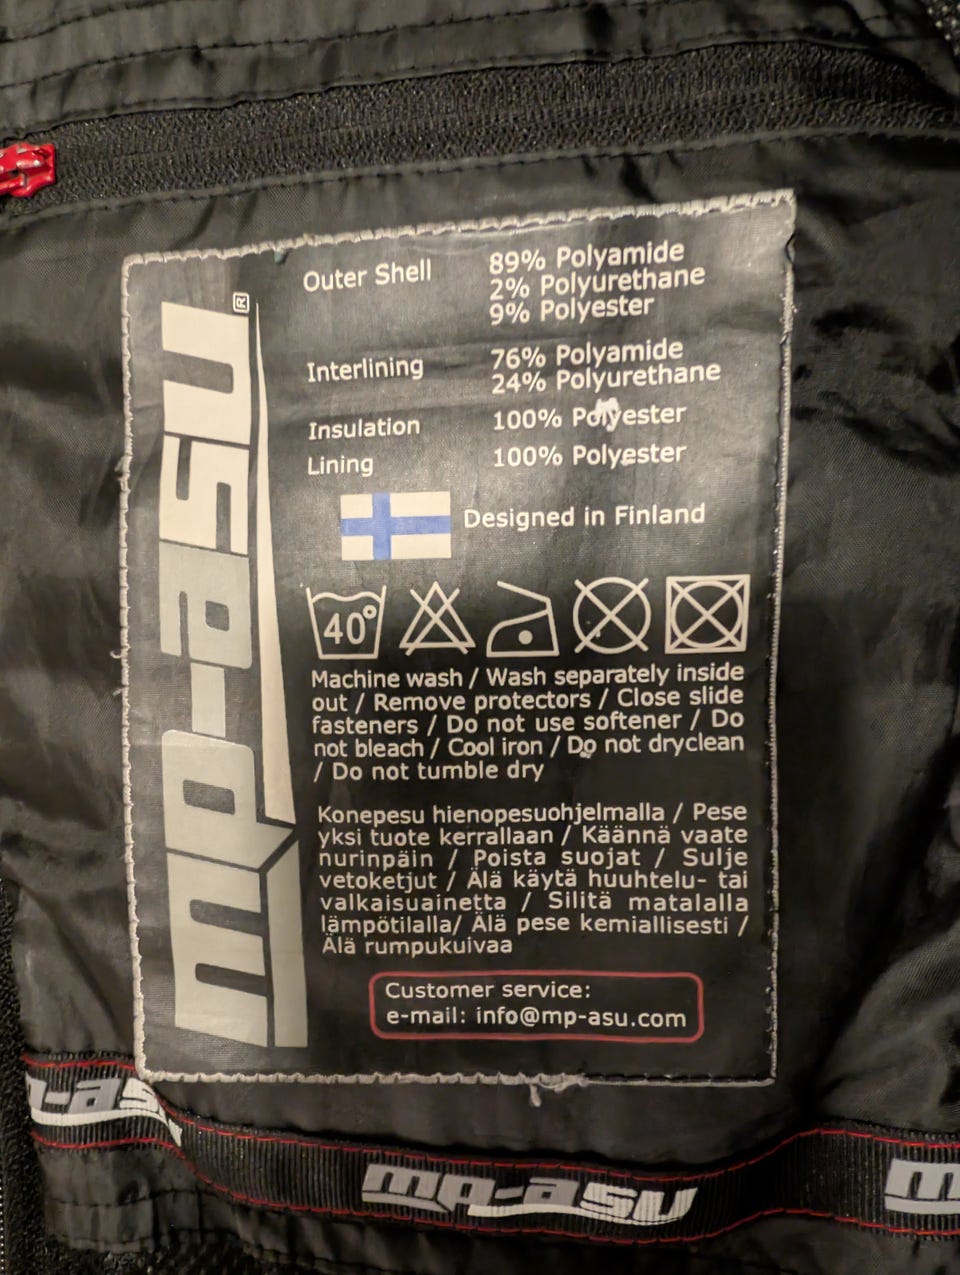 mp-asu®
Outer Shell 89% Polyamide
2% Polyurethane
9% Polyester
Interlining 76% Polyamide
24% Polyurethane
Insulation 100% Polyester
Lining 100% Polyester
Designed in Finland
40°
Machine wash / Wash separately inside
out / Remove protectors / Close slide
fasteners / Do not use softener / Do
not bleach / Cool iron / Do not dryclean
/ Do not tumble dry
Konepesu hienopesuohjelmalla / Pese
yksi tuote kerrallaan / Käännä vaate
nurinpäin / Poista suojat / Sulje
vetoketjut / Älä käytä huuhtelu- tai
valkaisuainetta / Silitä matalalla
lämpötilalla/ Älä pese kemiallisesti /
Älä rumpukuivaa
Customer service:
e-mail: info@mp-asu.com
mp-asu